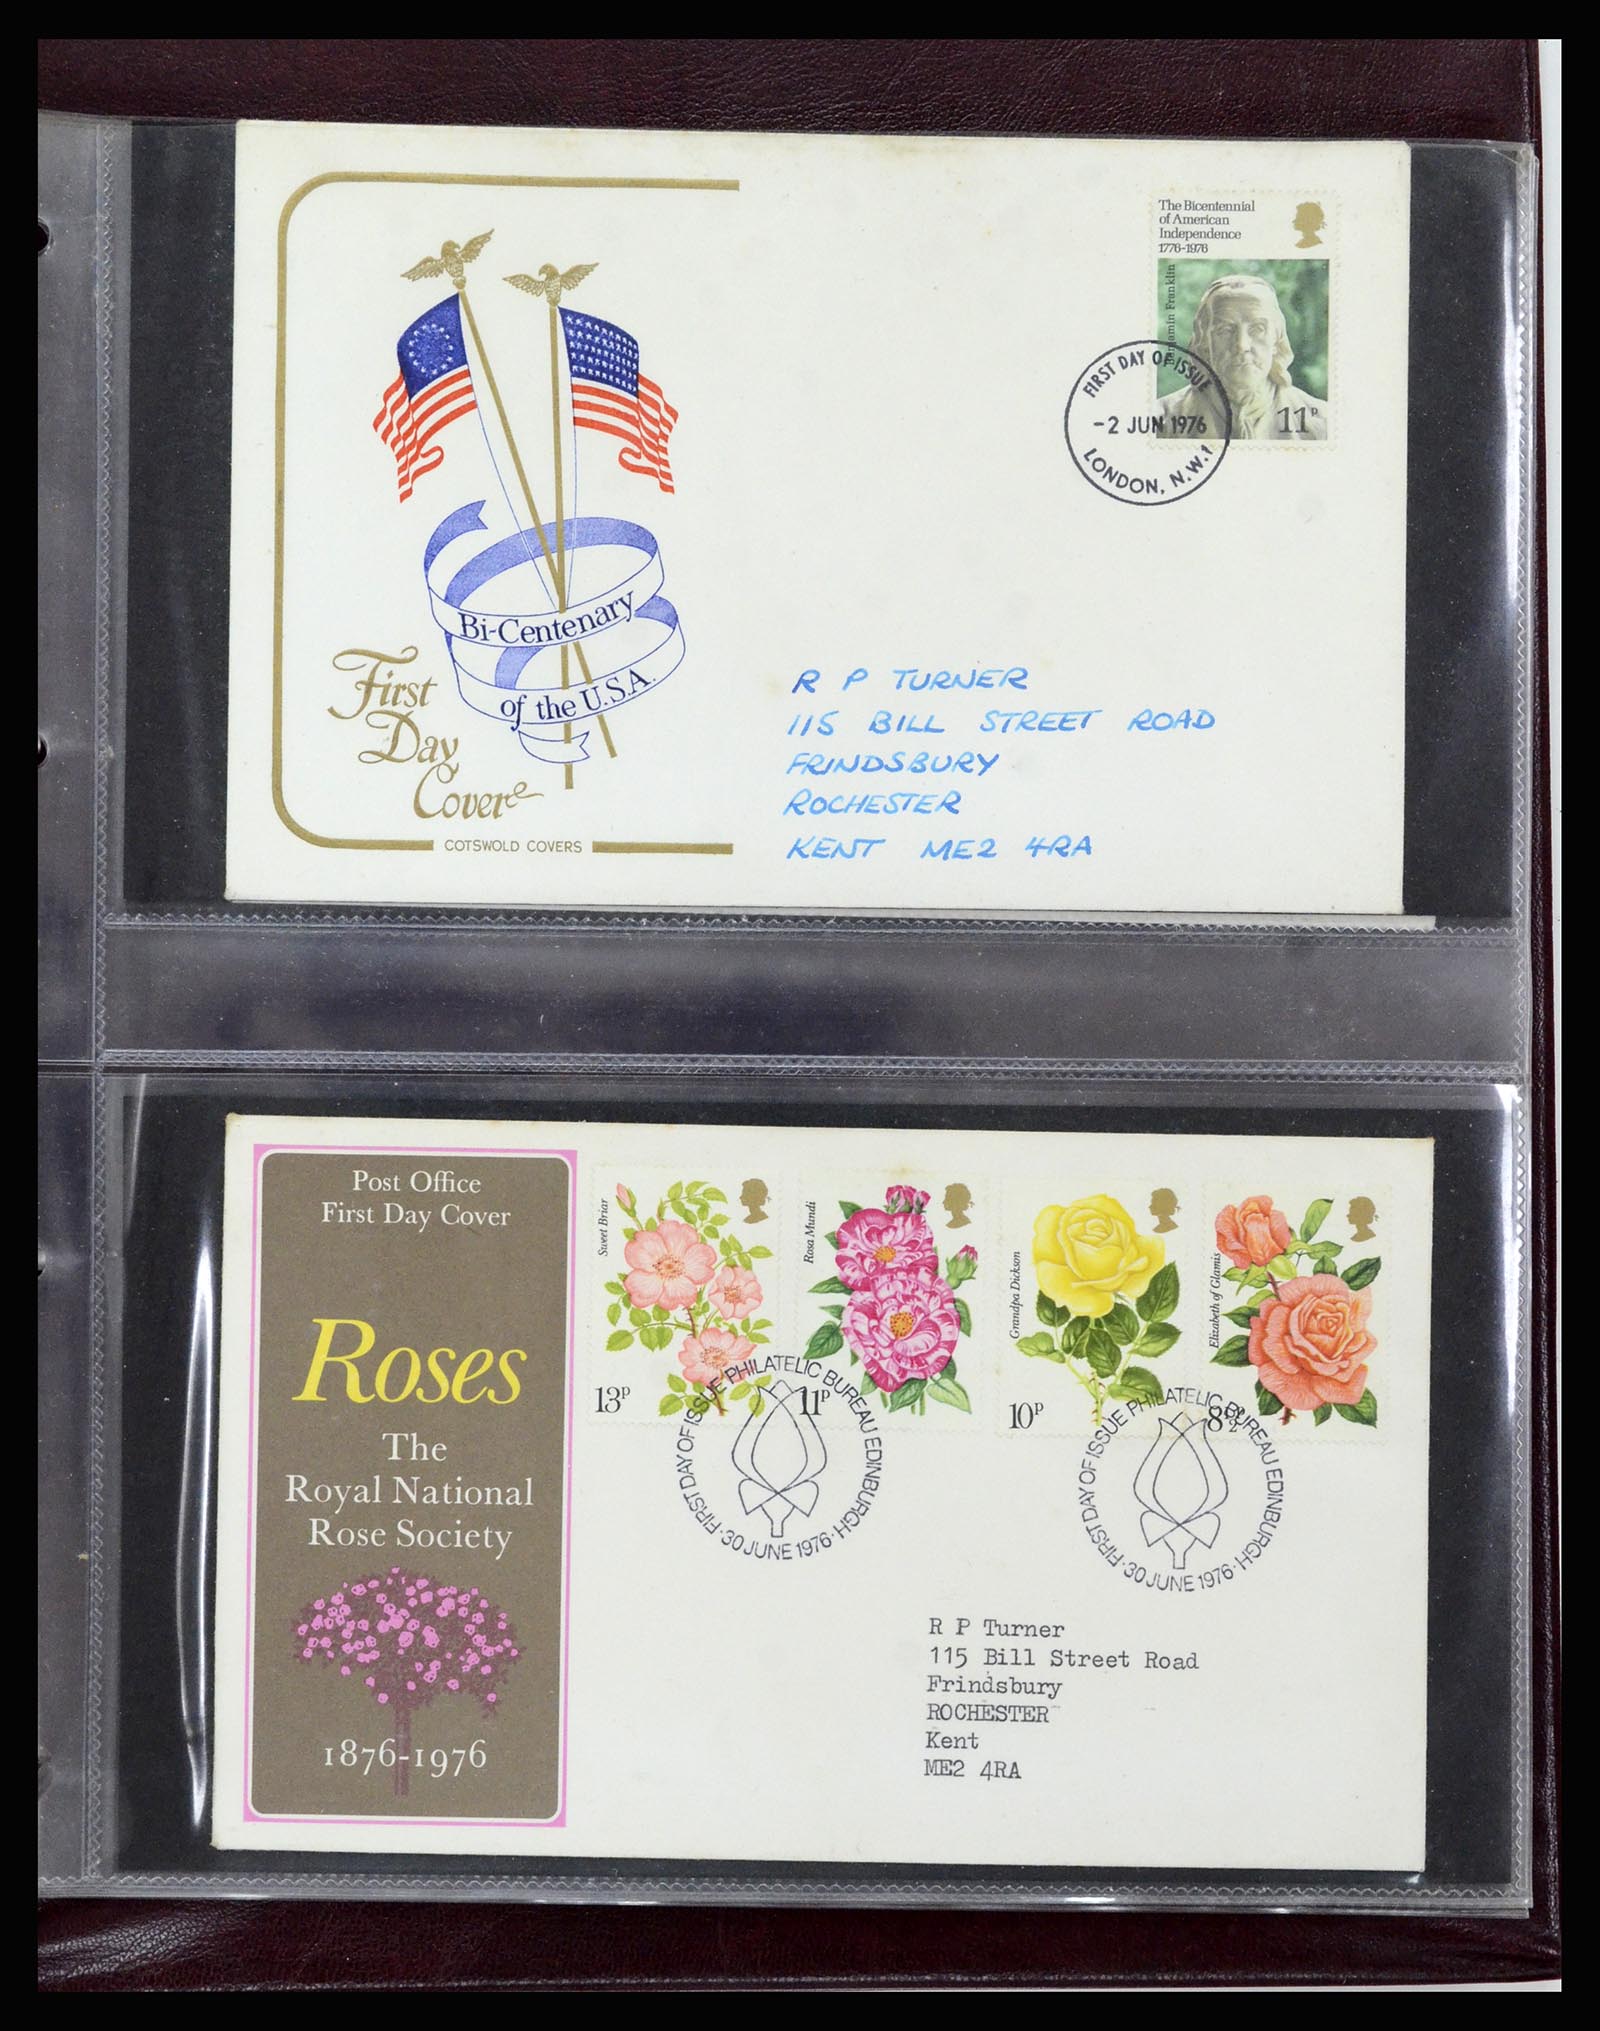 The Bicentennial
of American
Independence
1776-1976
Benjamin Franklin
11P
FIRST DAY OF ISSUE
-2 JUN 1976
LONDON, N.W.1
Bi-Centenary
of the U.S.A.
First
Day
Cover
COTSWOLD COVERS
R P TURNER
115 BILL STREET ROAD
FRINDSBURY
ROCHESTER
KENT ME2 4RA
Post Office
First Day Cover
Roses
The
Royal National
Rose Society
1876-1976
Sweet Briar
13P
Rosa Mundi
11P
Grandpa Dickson
10P
Elizabeth of Glamis
8½P
FIRST DAY OF ISSUE PHILATELIC BUREAU EDINBURGH
·30 JUNE 1976·
FIRST DAY OF ISSUE PHILATELIC BUREAU EDINBURGH
·30 JUNE 1976·
R P Turner
115 Bill Street Road
Frindsbury
ROCHESTER
Kent
ME2 4RA